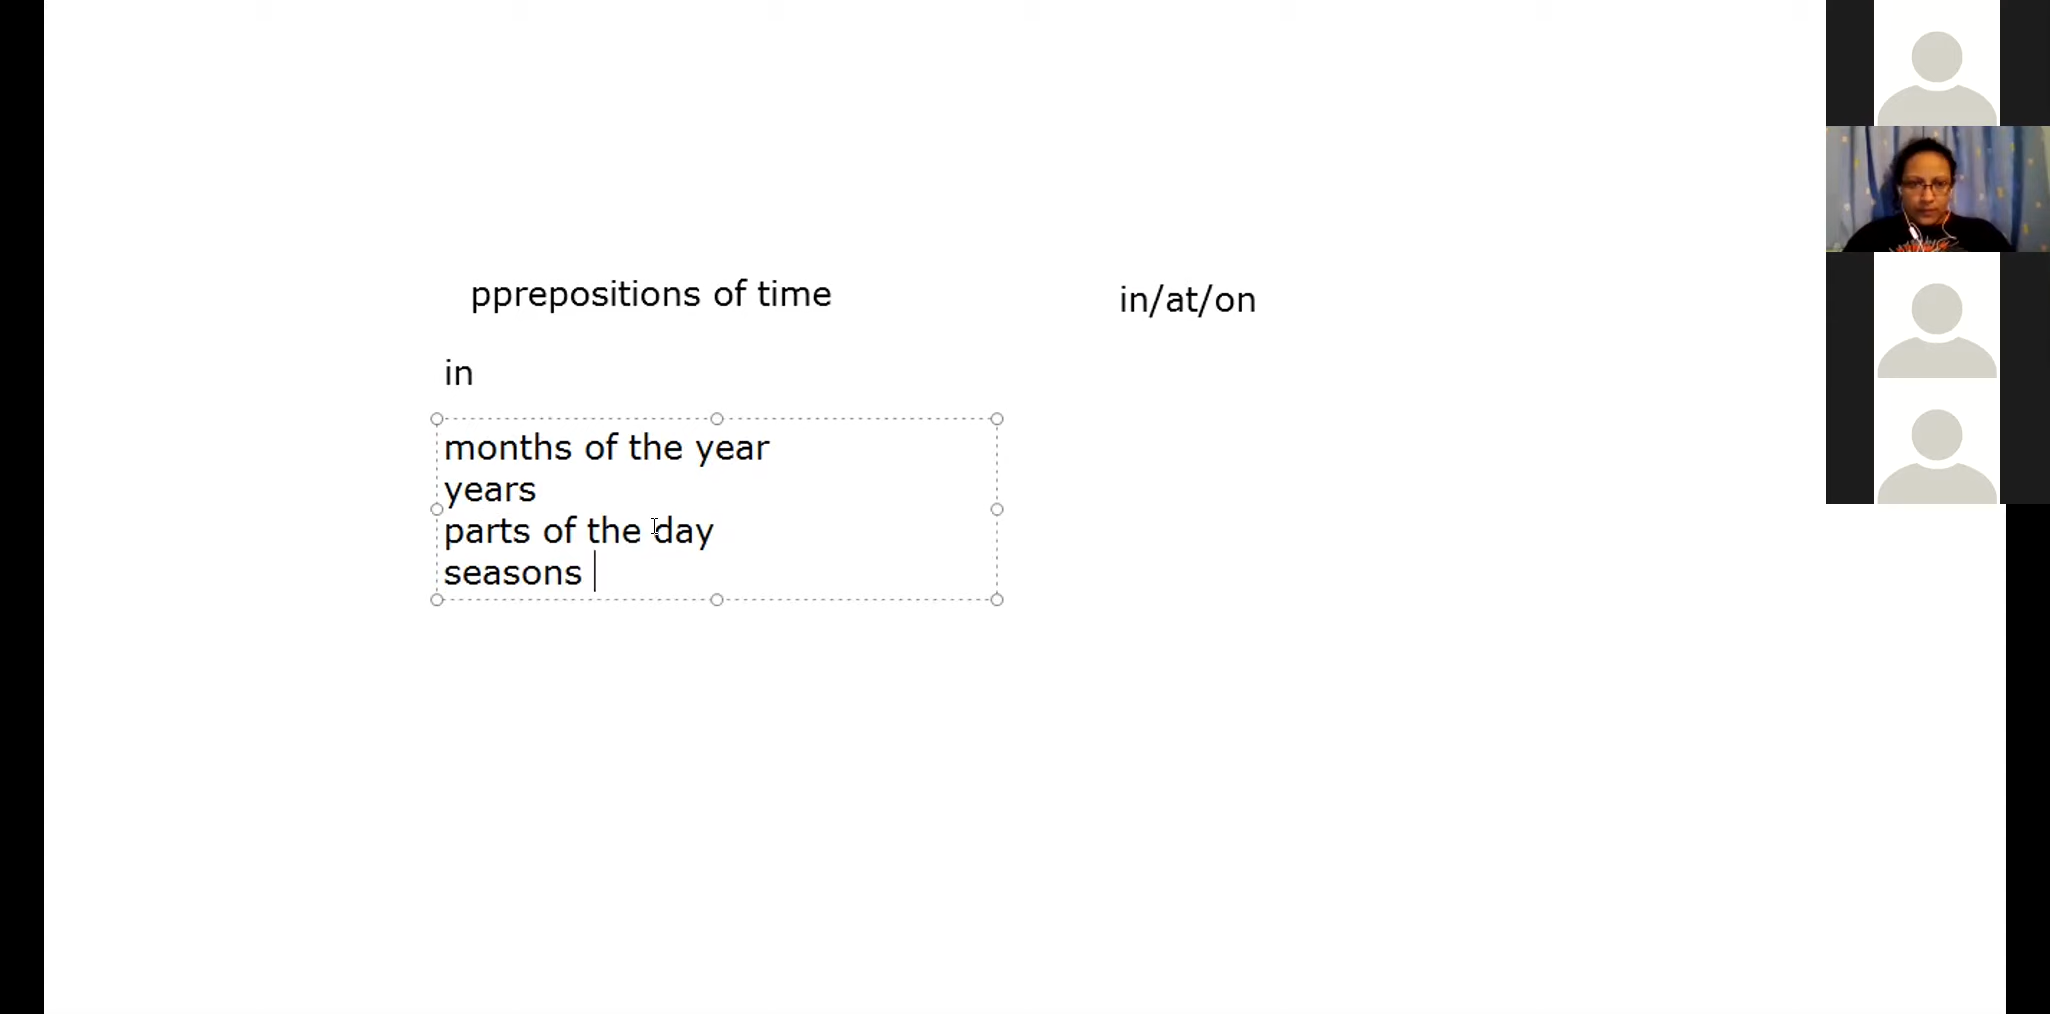 pprepositions of time
in/at/on
in
months of the year
years
parts of the day
seasons